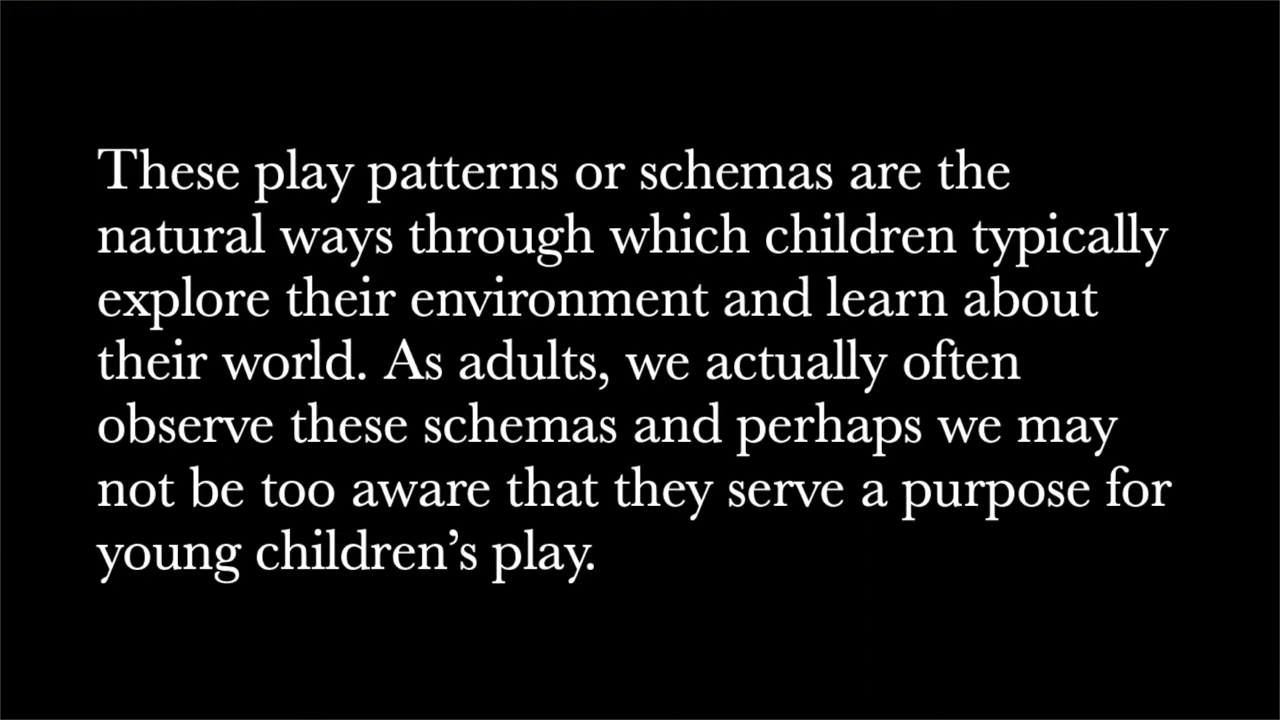 These play patterns or schemas are the
natural ways through which children typically
explore their environment and learn about
their world. As adults, we actually often
observe these schemas and perhaps we may
not be too aware that they serve a purpose for
young children’s play.